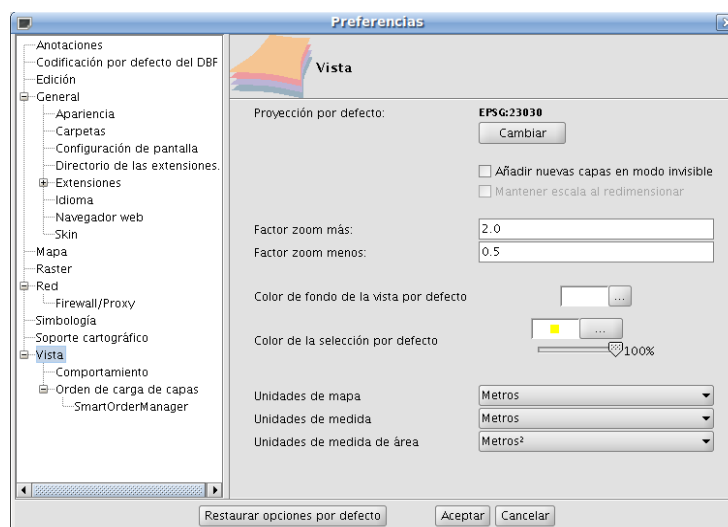 Preferencias
Anotaciones
Codificación por defecto del DBF
Edición
General
Apariencia
Carpetas
Configuración de pantalla
Directorio de las extensiones.
Extensiones
Idioma
Navegador web
Skin
Mapa
Raster
Red
Firewall/Proxy
Simbología
Soporte cartográfico
Vista
Comportamiento
Orden de carga de capas
SmartOrderManager
Vista
Proyección por defecto:
EPSG:23030
Cambiar
Añadir nuevas capas en modo invisible
Mantener escala al redimensionar
Factor zoom más:
2.0
Factor zoom menos:
0.5
Color de fondo de la vista por defecto
...
Color de la selección por defecto
...
100%
Unidades de mapa
Metros
Unidades de medida
Metros
Unidades de medida de área
Metros²
Restaurar opciones por defecto
Aceptar
Cancelar